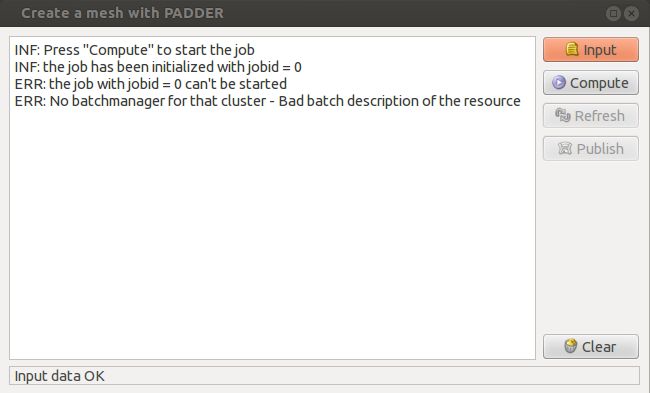 Create a mesh with PADDER
INF: Press "Compute" to start the job
INF: the job has been initialized with jobid = 0
ERR: the job with jobid = 0 can't be started
ERR: No batchmanager for that cluster - Bad batch description of the resource
Input
Compute
Refresh
Publish
Clear
Input data OK